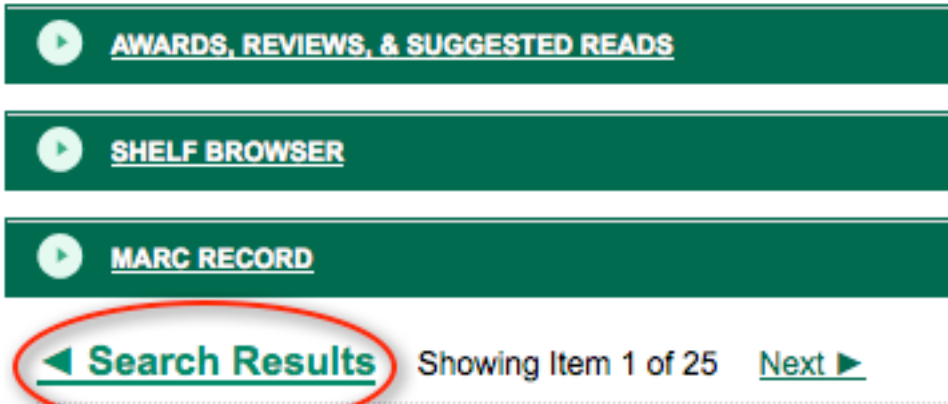 AWARDS, REVIEWS, & SUGGESTED READS
SHELF BROWSER
MARC RECORD
◄ Search Results Showing Item 1 of 25 Next ►